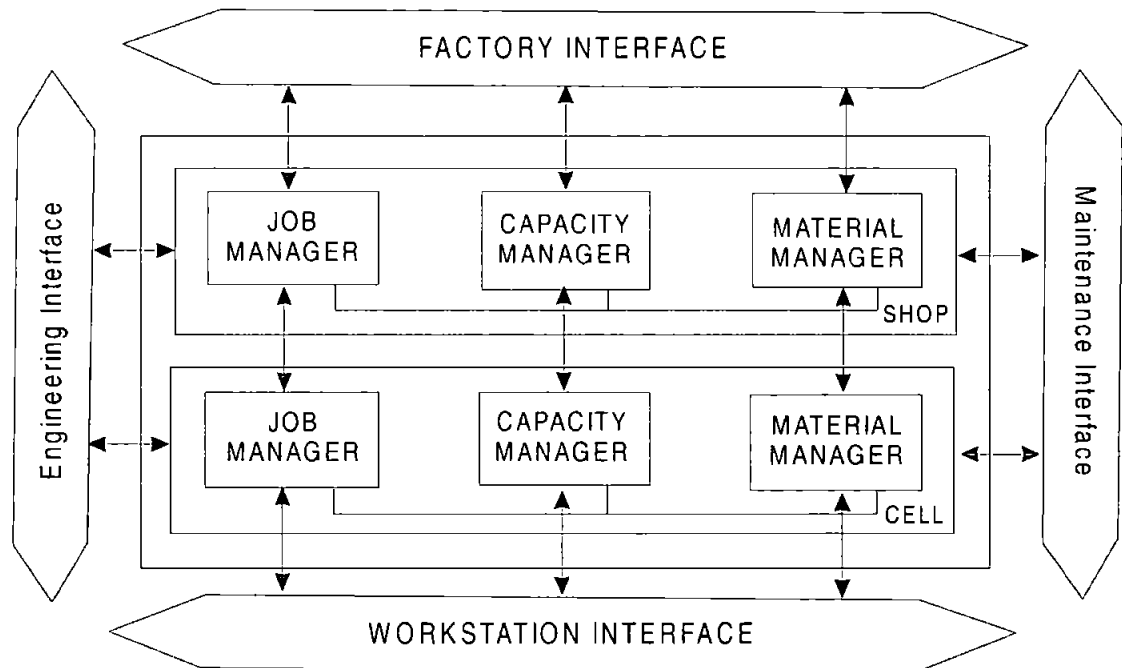 FACTORY INTERFACE
Engineering Interface
Maintenance Interface
JOB
MANAGER
CAPACITY
MANAGER
MATERIAL
MANAGER
SHOP
JOB
MANAGER
CAPACITY
MANAGER
MATERIAL
MANAGER
CELL
WORKSTATION INTERFACE